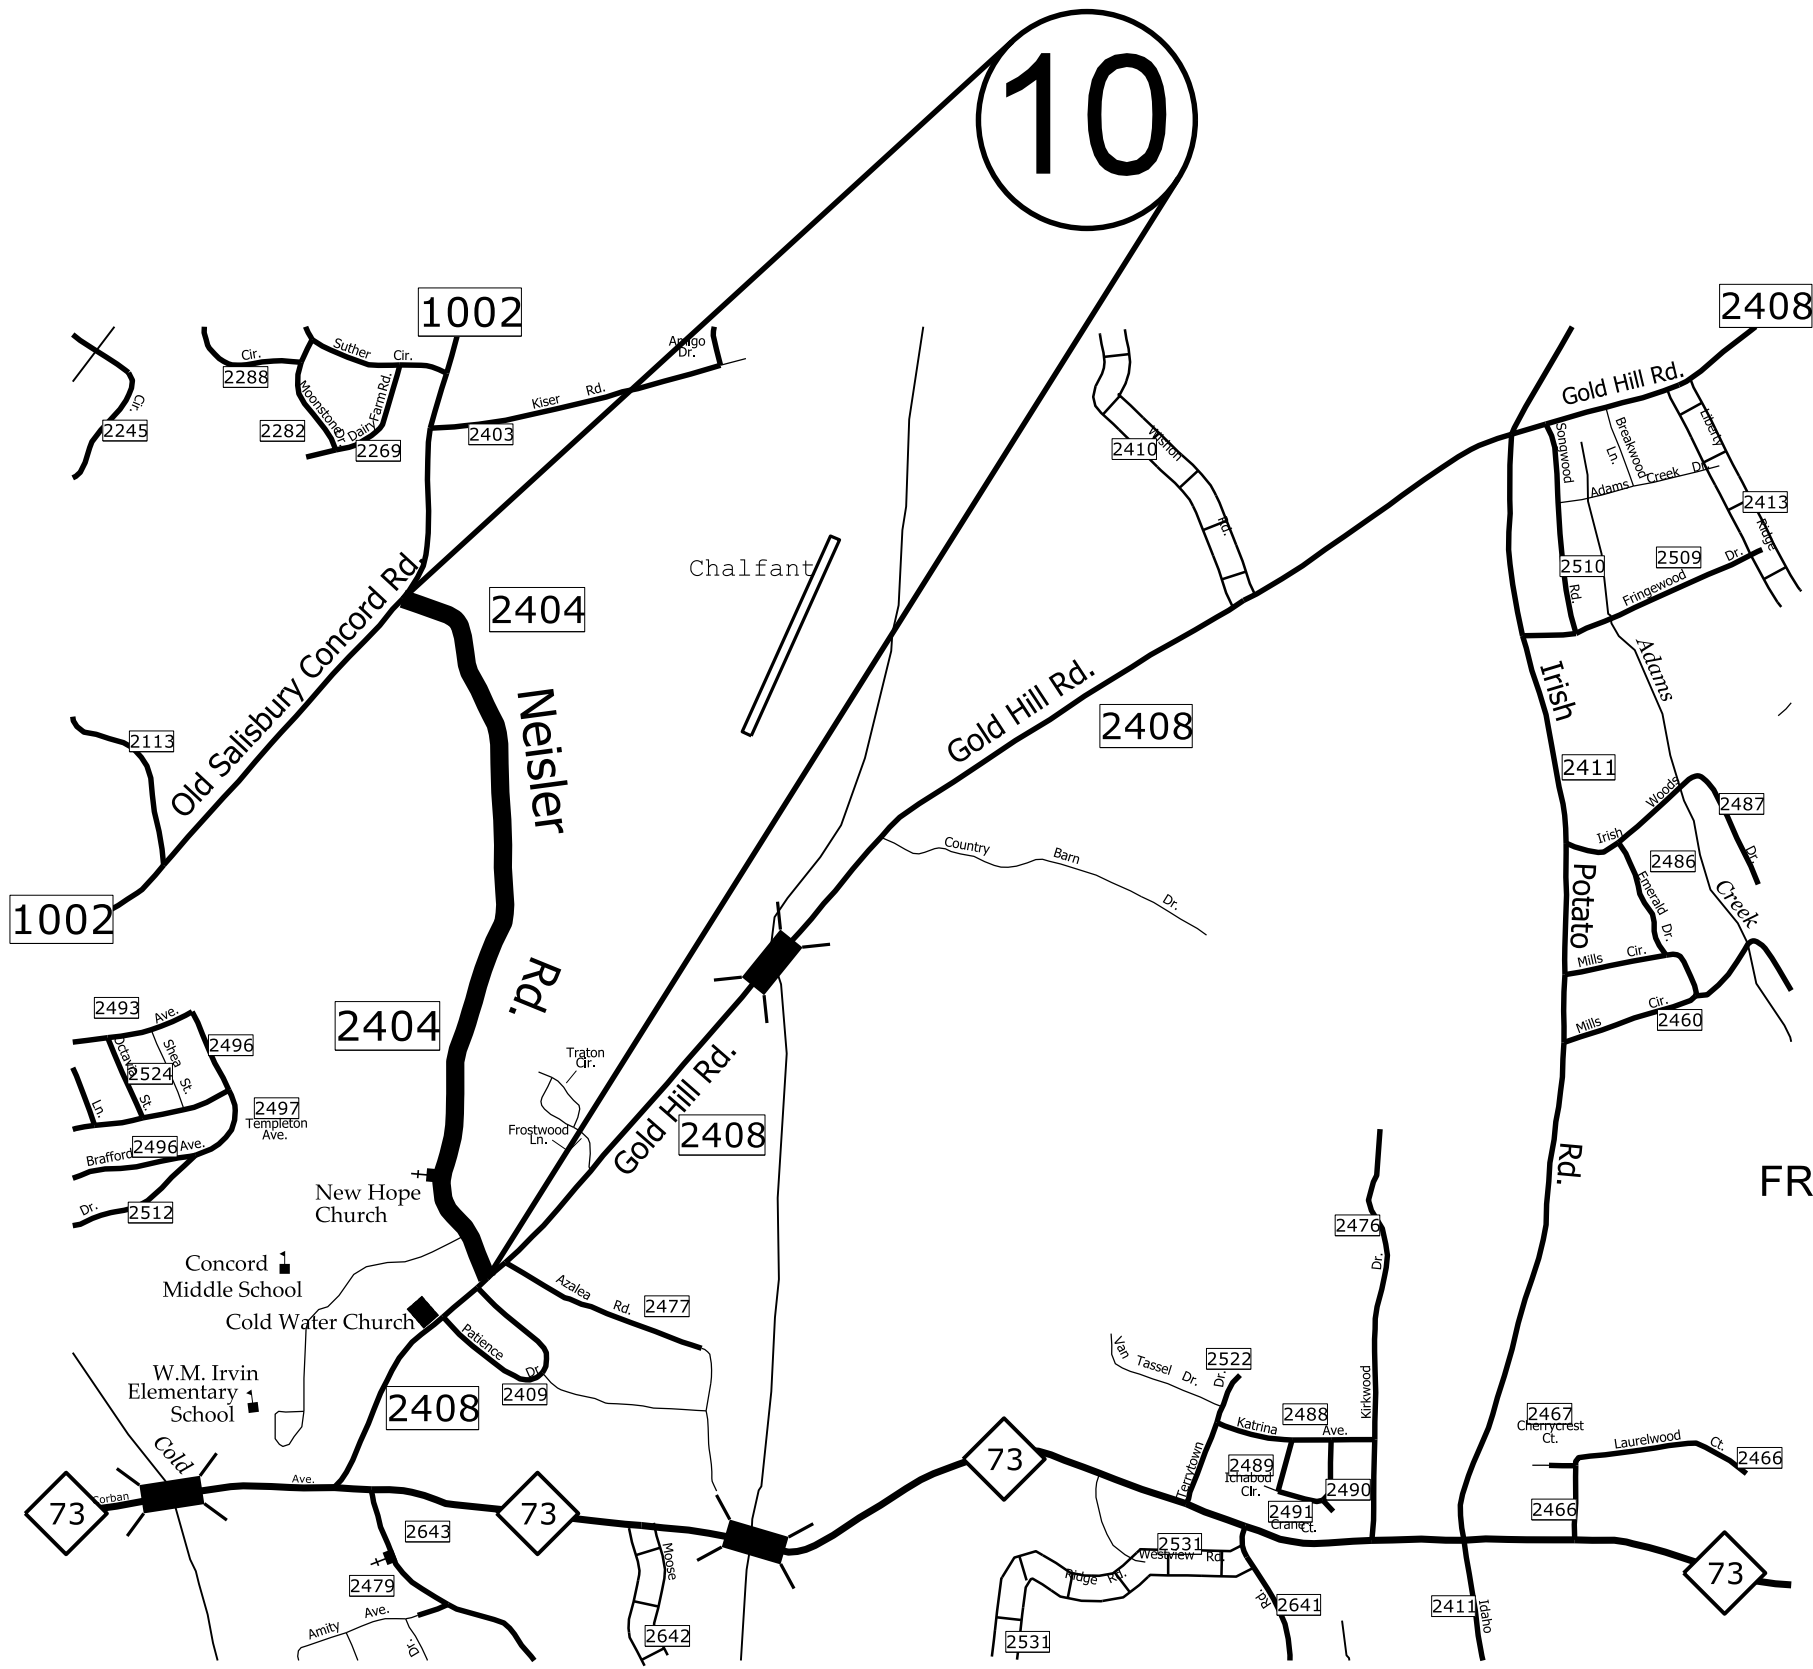 10
1002
2408
Cir.
2288
Suther
Cir.
Amigo
Dr.
Gold Hill Rd.
Cir.
2245
2282
Moonstone
Dr.
Dairy
Farm
Rd.
2269
Kiser
Rd.
2403
2410
Wishon
Rd.
Songwood
Rd.
Breakwood
Ln.
Liberty
Ridge
2413
Adams
Creek
Dr.
Chalfant
2510
2509
Fringewood
Dr.
2404
Old Salisbury Concord Rd.
Neisler
Rd.
Gold Hill Rd.
2408
Irish
Adams
2113
2411
Woods
Irish
2487
2486
Dr.
Country
Barn
Dr.
Potato
Emerald
Dr.
Creek
1002
Mills
Cir.
Mills
Cir.
2460
2493
Ave.
2404
2496
Octavia
St.
Shea
St.
2524
Ln.
2497
Templeton
Ave.
2496
Brafford
Ave.
Dr.
2512
Traton
Cir.
Frostwood
Ln.
Gold Hill Rd.
2408
Rd.
FR
New Hope
Church
2476
Dr.
Concord
Middle School
Cold Water Church
Azalea
Rd.
2477
Patience
Dr.
2409
W.M. Irvin
Elementary
School
2408
Van
Tassel
Dr.
2522
Dr.
Kirkwood
Katrina
2488
Ave.
2467
Cherrycrest
Ct.
Laurelwood
Ct.
2466
Cold
73
Corban
Ave.
73
73
Terrytown
2489
Ichabod
Cir.
2490
2491
Crane
Ct.
2466
2643
2479
Moose
2531
Westview
Rd.
Ridge
Rd.
73
Amity
Ave.
Dr.
2642
2531
Rd.
2641
2411
Idaho